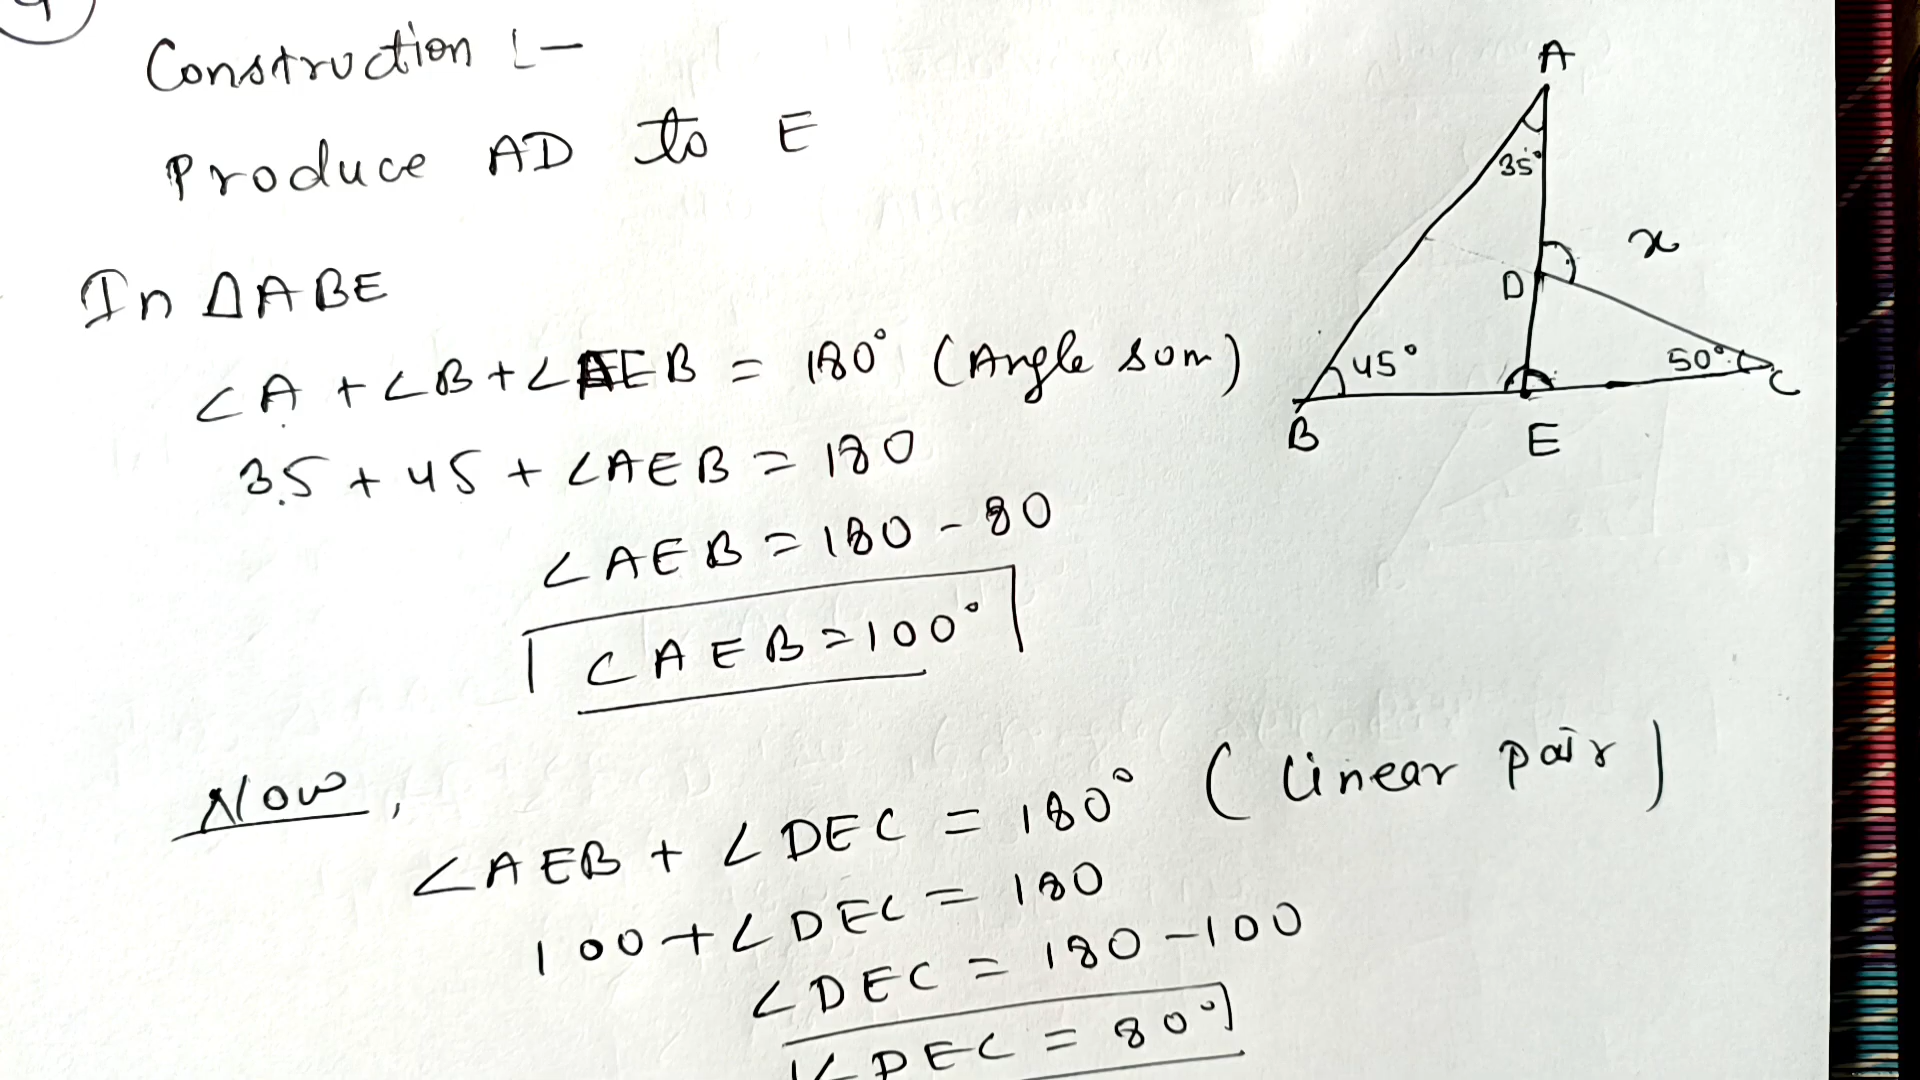 Construction :-
Produce AD to E
In △ABE
∠A + ∠B + ∠AEB = 180° (Angle sum)
35 + 45 + ∠AEB = 180
∠AEB = 180 - 80
∠AEB = 100°
Now,
∠AEB + ∠DEC = 180° (Linear pair)
100 + ∠DEC = 180
∠DEC = 180 - 100
∠DEC = 80°
A
35°
x
D
45°
50°
C
B
E